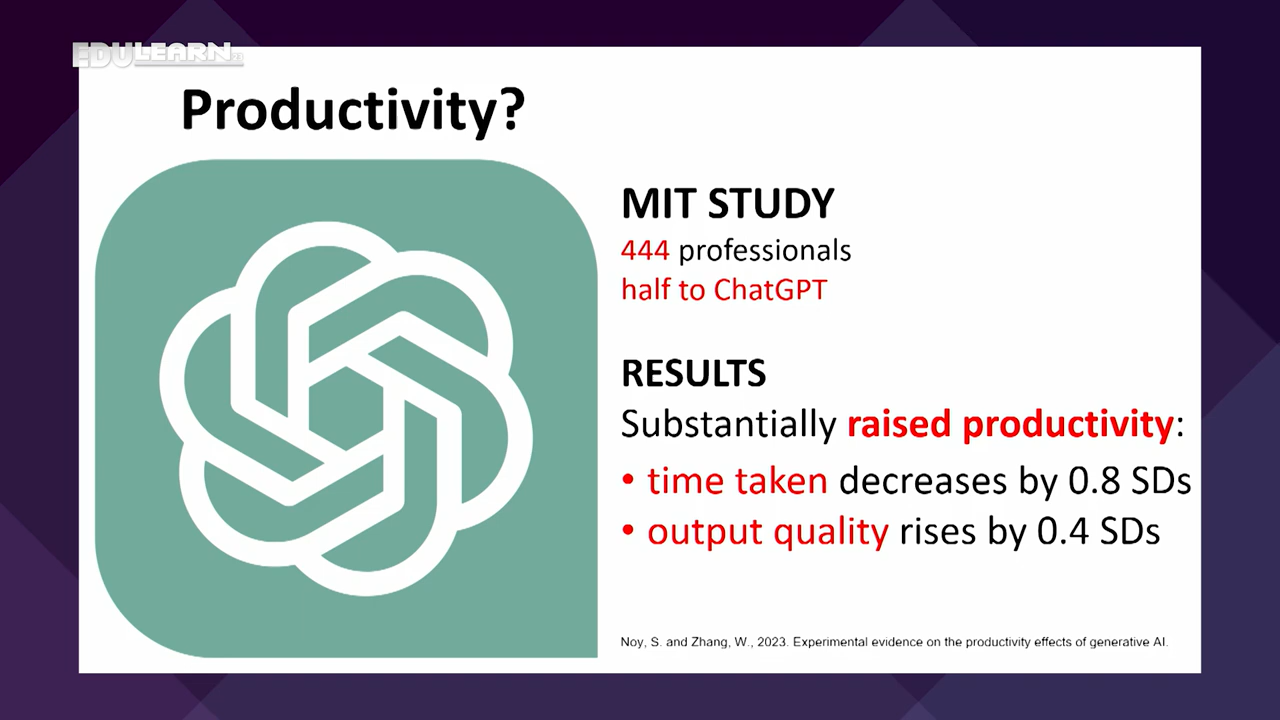 EDULEARN23
Productivity?
MIT STUDY
444 professionals
half to ChatGPT
RESULTS
Substantially raised productivity:
• time taken decreases by 0.8 SDs
• output quality rises by 0.4 SDs
Noy, S. and Zhang, W., 2023. Experimental evidence on the productivity effects of generative AI.